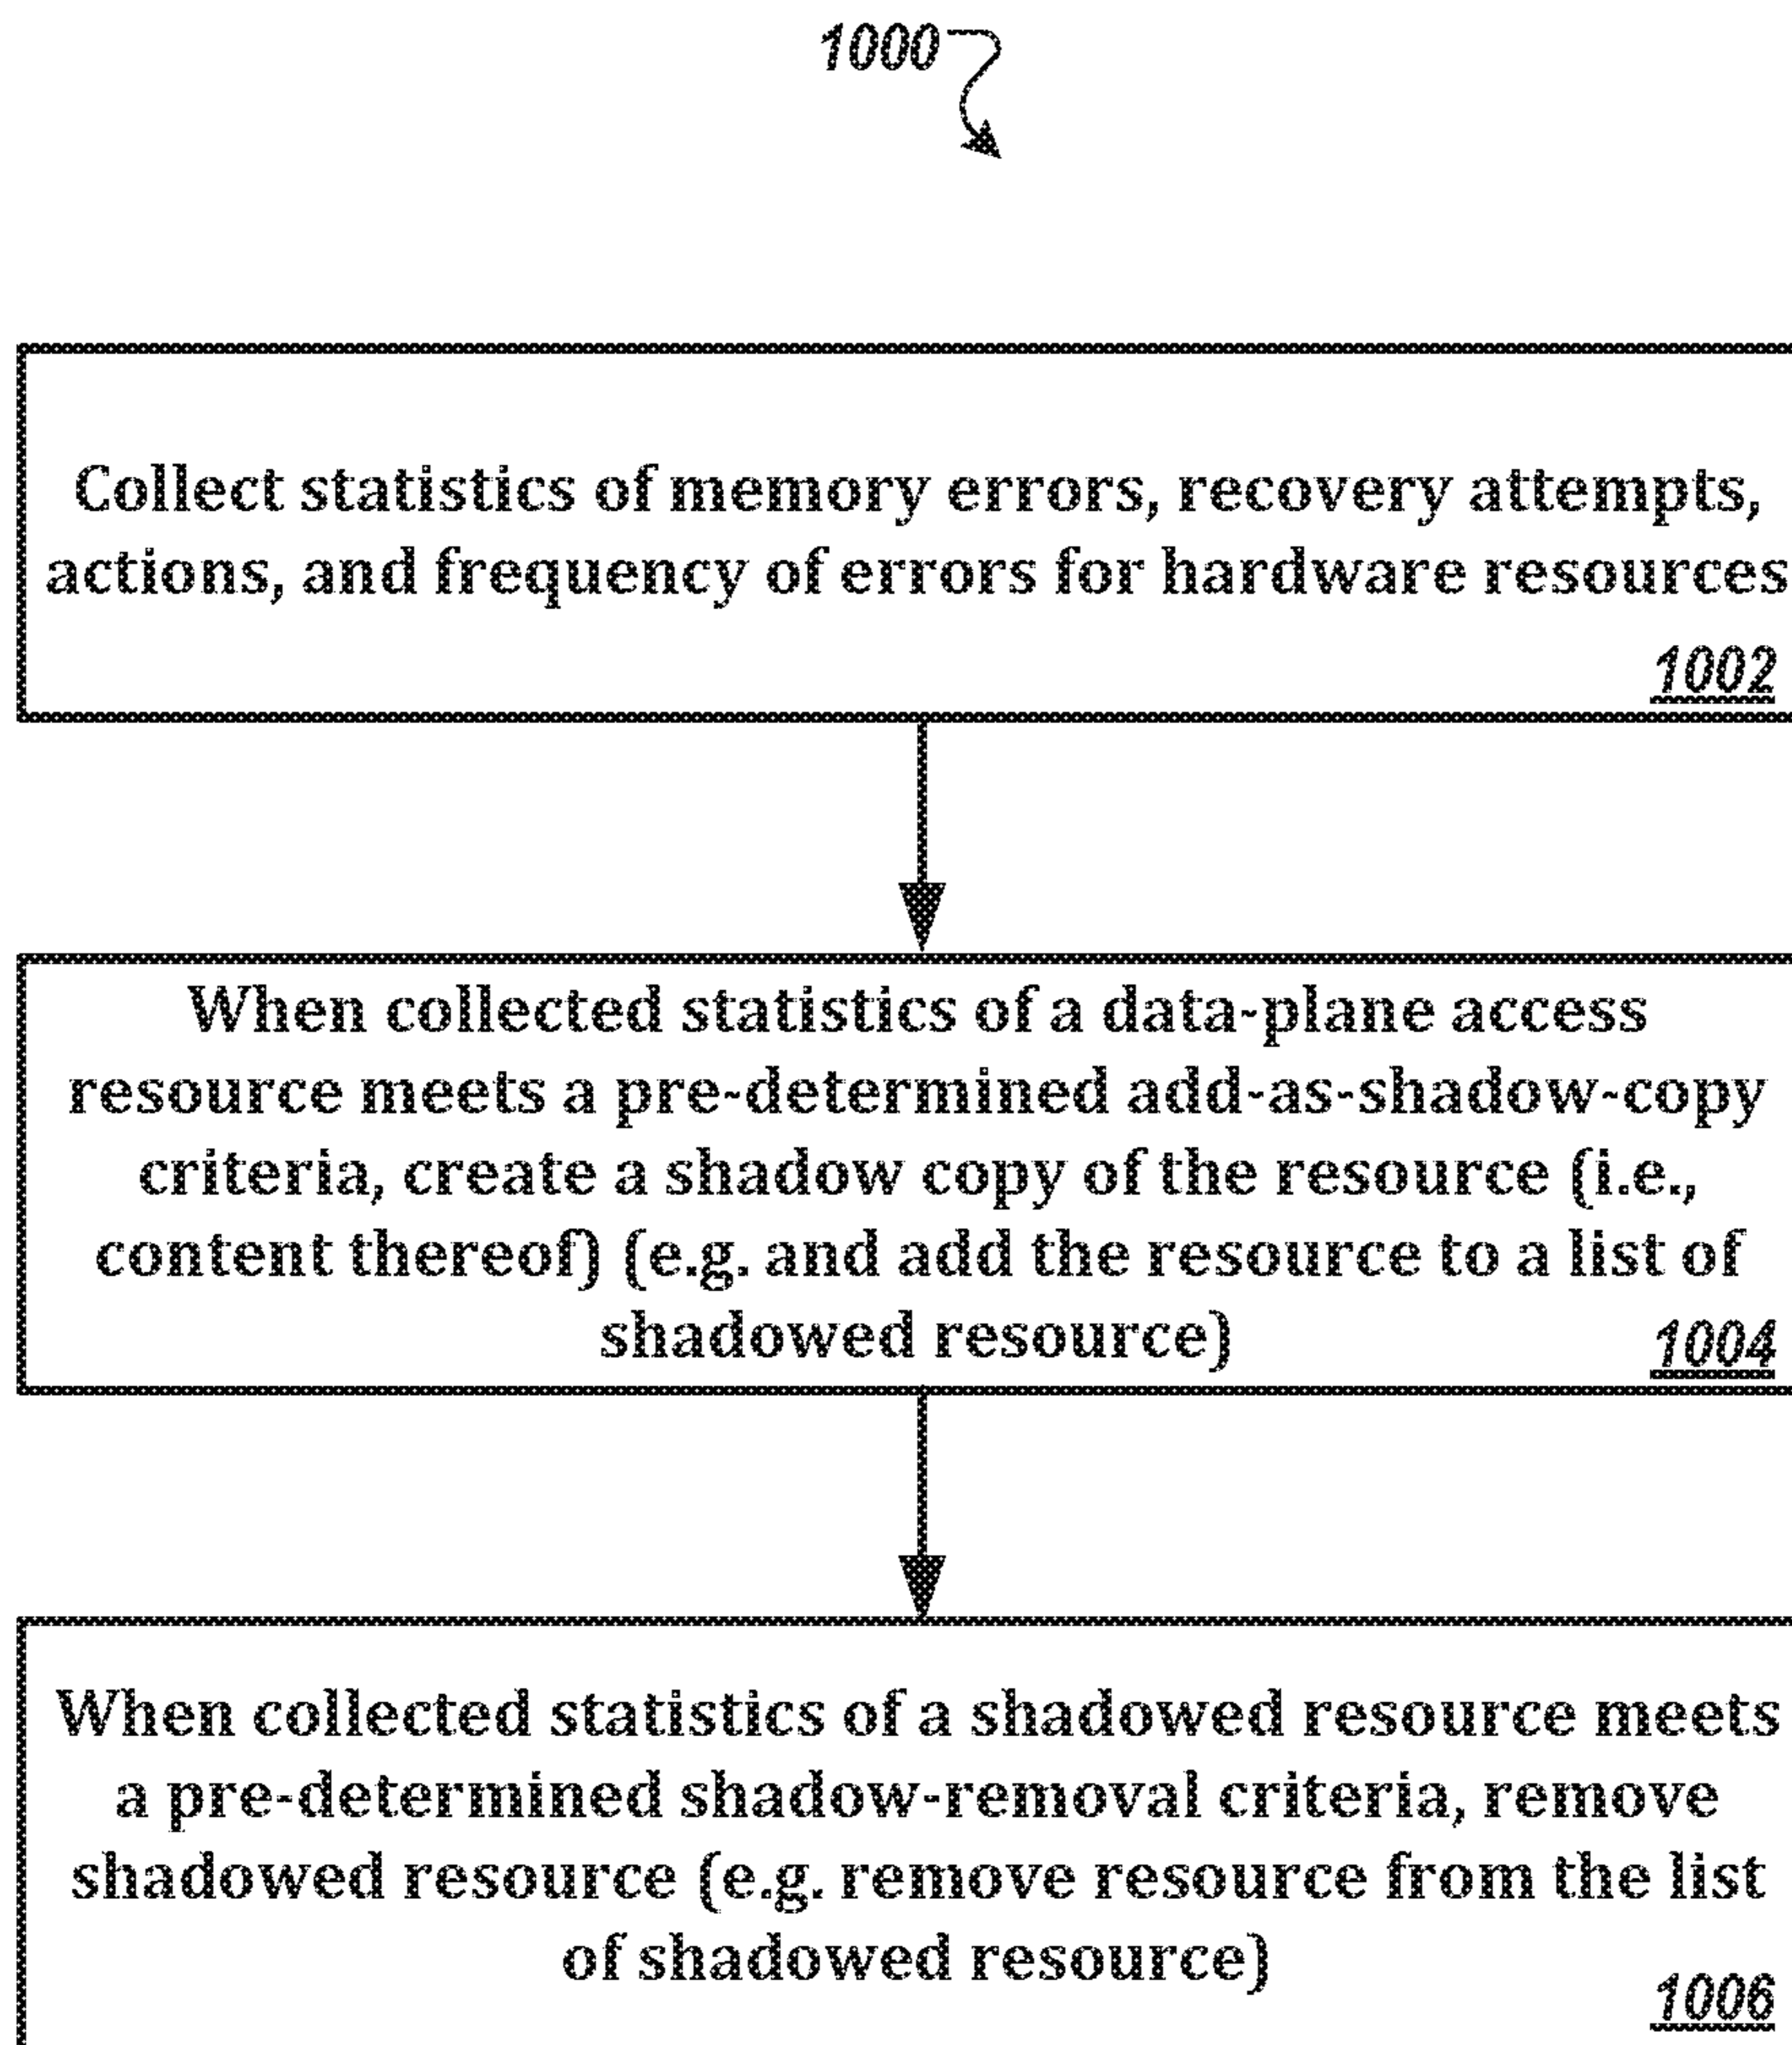 1000
Collect statistics of memory errors, recovery attempts,
actions, and frequency of errors for hardware resources
1002
When collected statistics of a data-plane access
resource meets a pre-determined add-as-shadow-copy
criteria, create a shadow copy of the resource (i.e.,
content thereof) (e.g. and add the resource to a list of
shadowed resource)
1004
When collected statistics of a shadowed resource meets
a pre-determined shadow-removal criteria, remove
shadowed resource (e.g. remove resource from the list
of shadowed resource)
1006